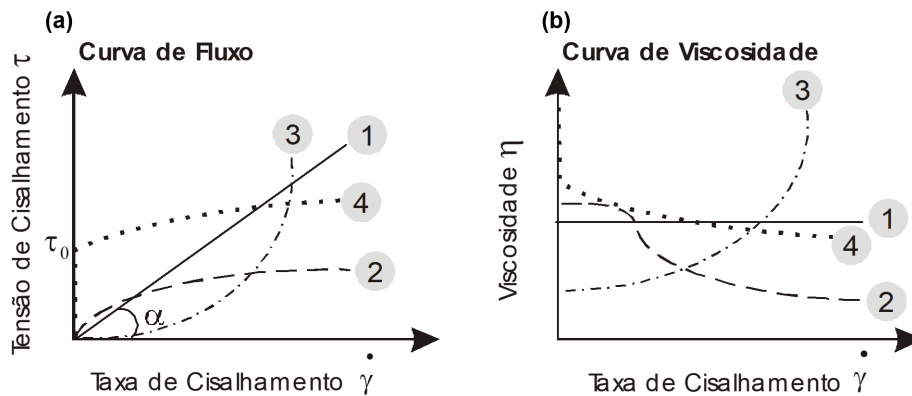 (a)
Curva de Fluxo
Tensão de Cisalhamento τ
3
1
4
τ0
2
α
Taxa de Cisalhamento γ̇
(b)
Curva de Viscosidade
Viscosidade η
3
1
4
2
Taxa de Cisalhamento γ̇